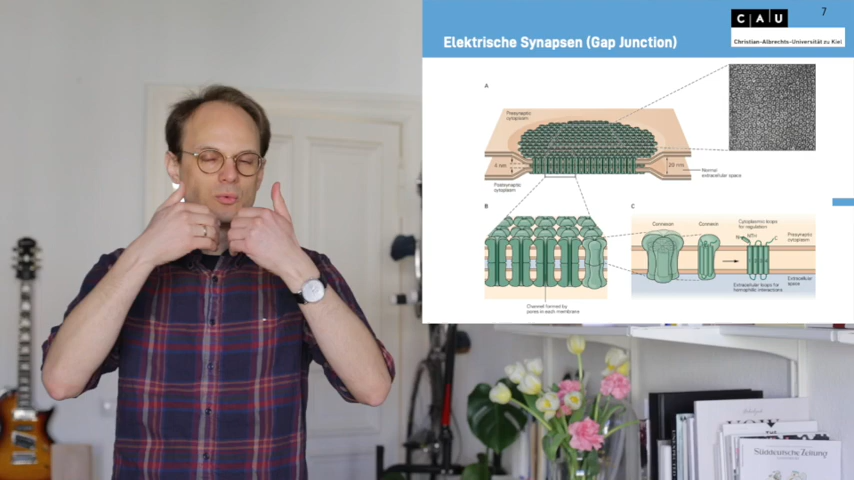 7
CAU
Christian-Albrechts-Universität zu Kiel
Elektrische Synapsen (Gap Junction)
A
Presynaptic
cytoplasm
4 nm
20 nm
Normal
extracellular space
Postsynaptic
cytoplasm
B
C
Connexon
Connexin
Cytoplasmic loops
for regulation
Presynaptic
cytoplasm
Extracellular
space
Extracellular loops for
homophilic interactions
Channel formed by
pores in each membrane
Süddeutsche Zeitung